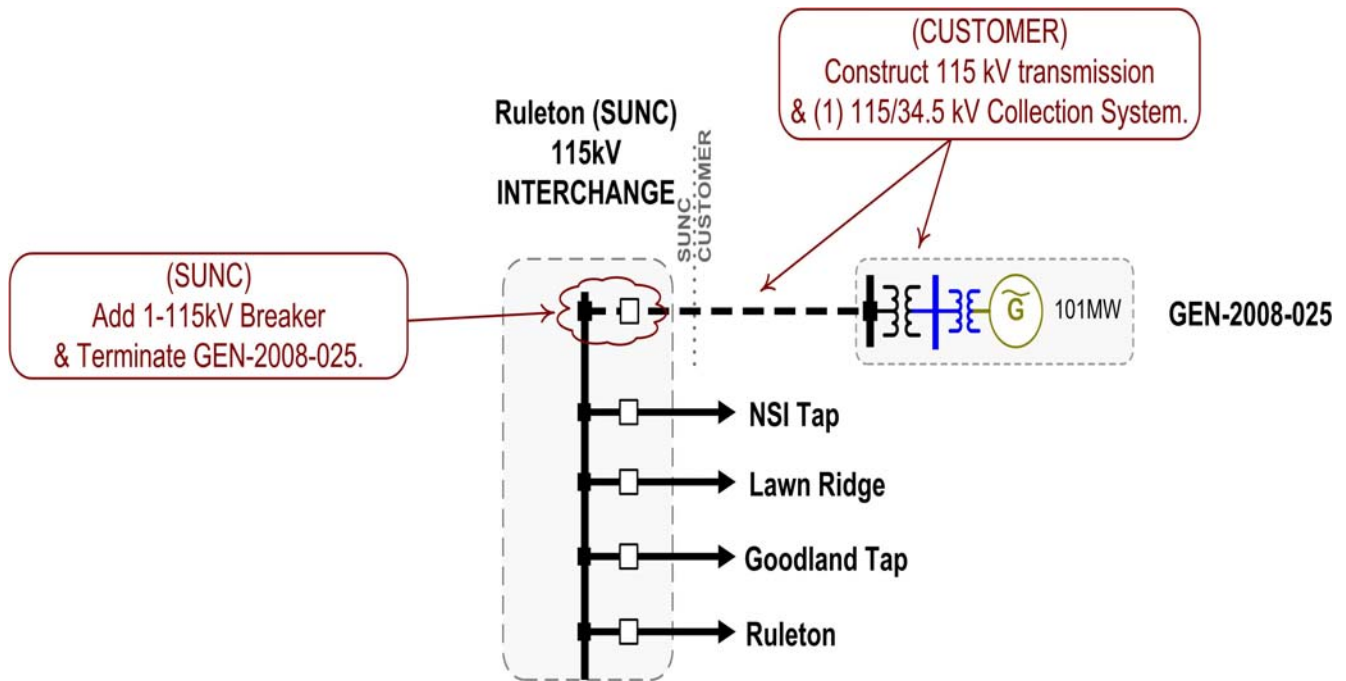 (CUSTOMER)
Construct 115 kV transmission
& (1) 115/34.5 kV Collection System.
Ruleton (SUNC)
115kV
INTERCHANGE
SUNC
CUSTOMER
(SUNC)
Add 1-115kV Breaker
& Terminate GEN-2008-025.
G
101MW
GEN-2008-025
NSI Tap
Lawn Ridge
Goodland Tap
Ruleton